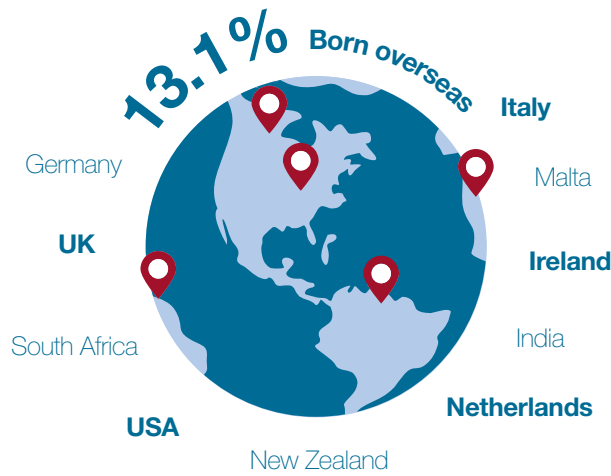 13.1% Born overseas
Italy
Germany
Malta
UK
Ireland
South Africa
India
Netherlands
USA
New Zealand